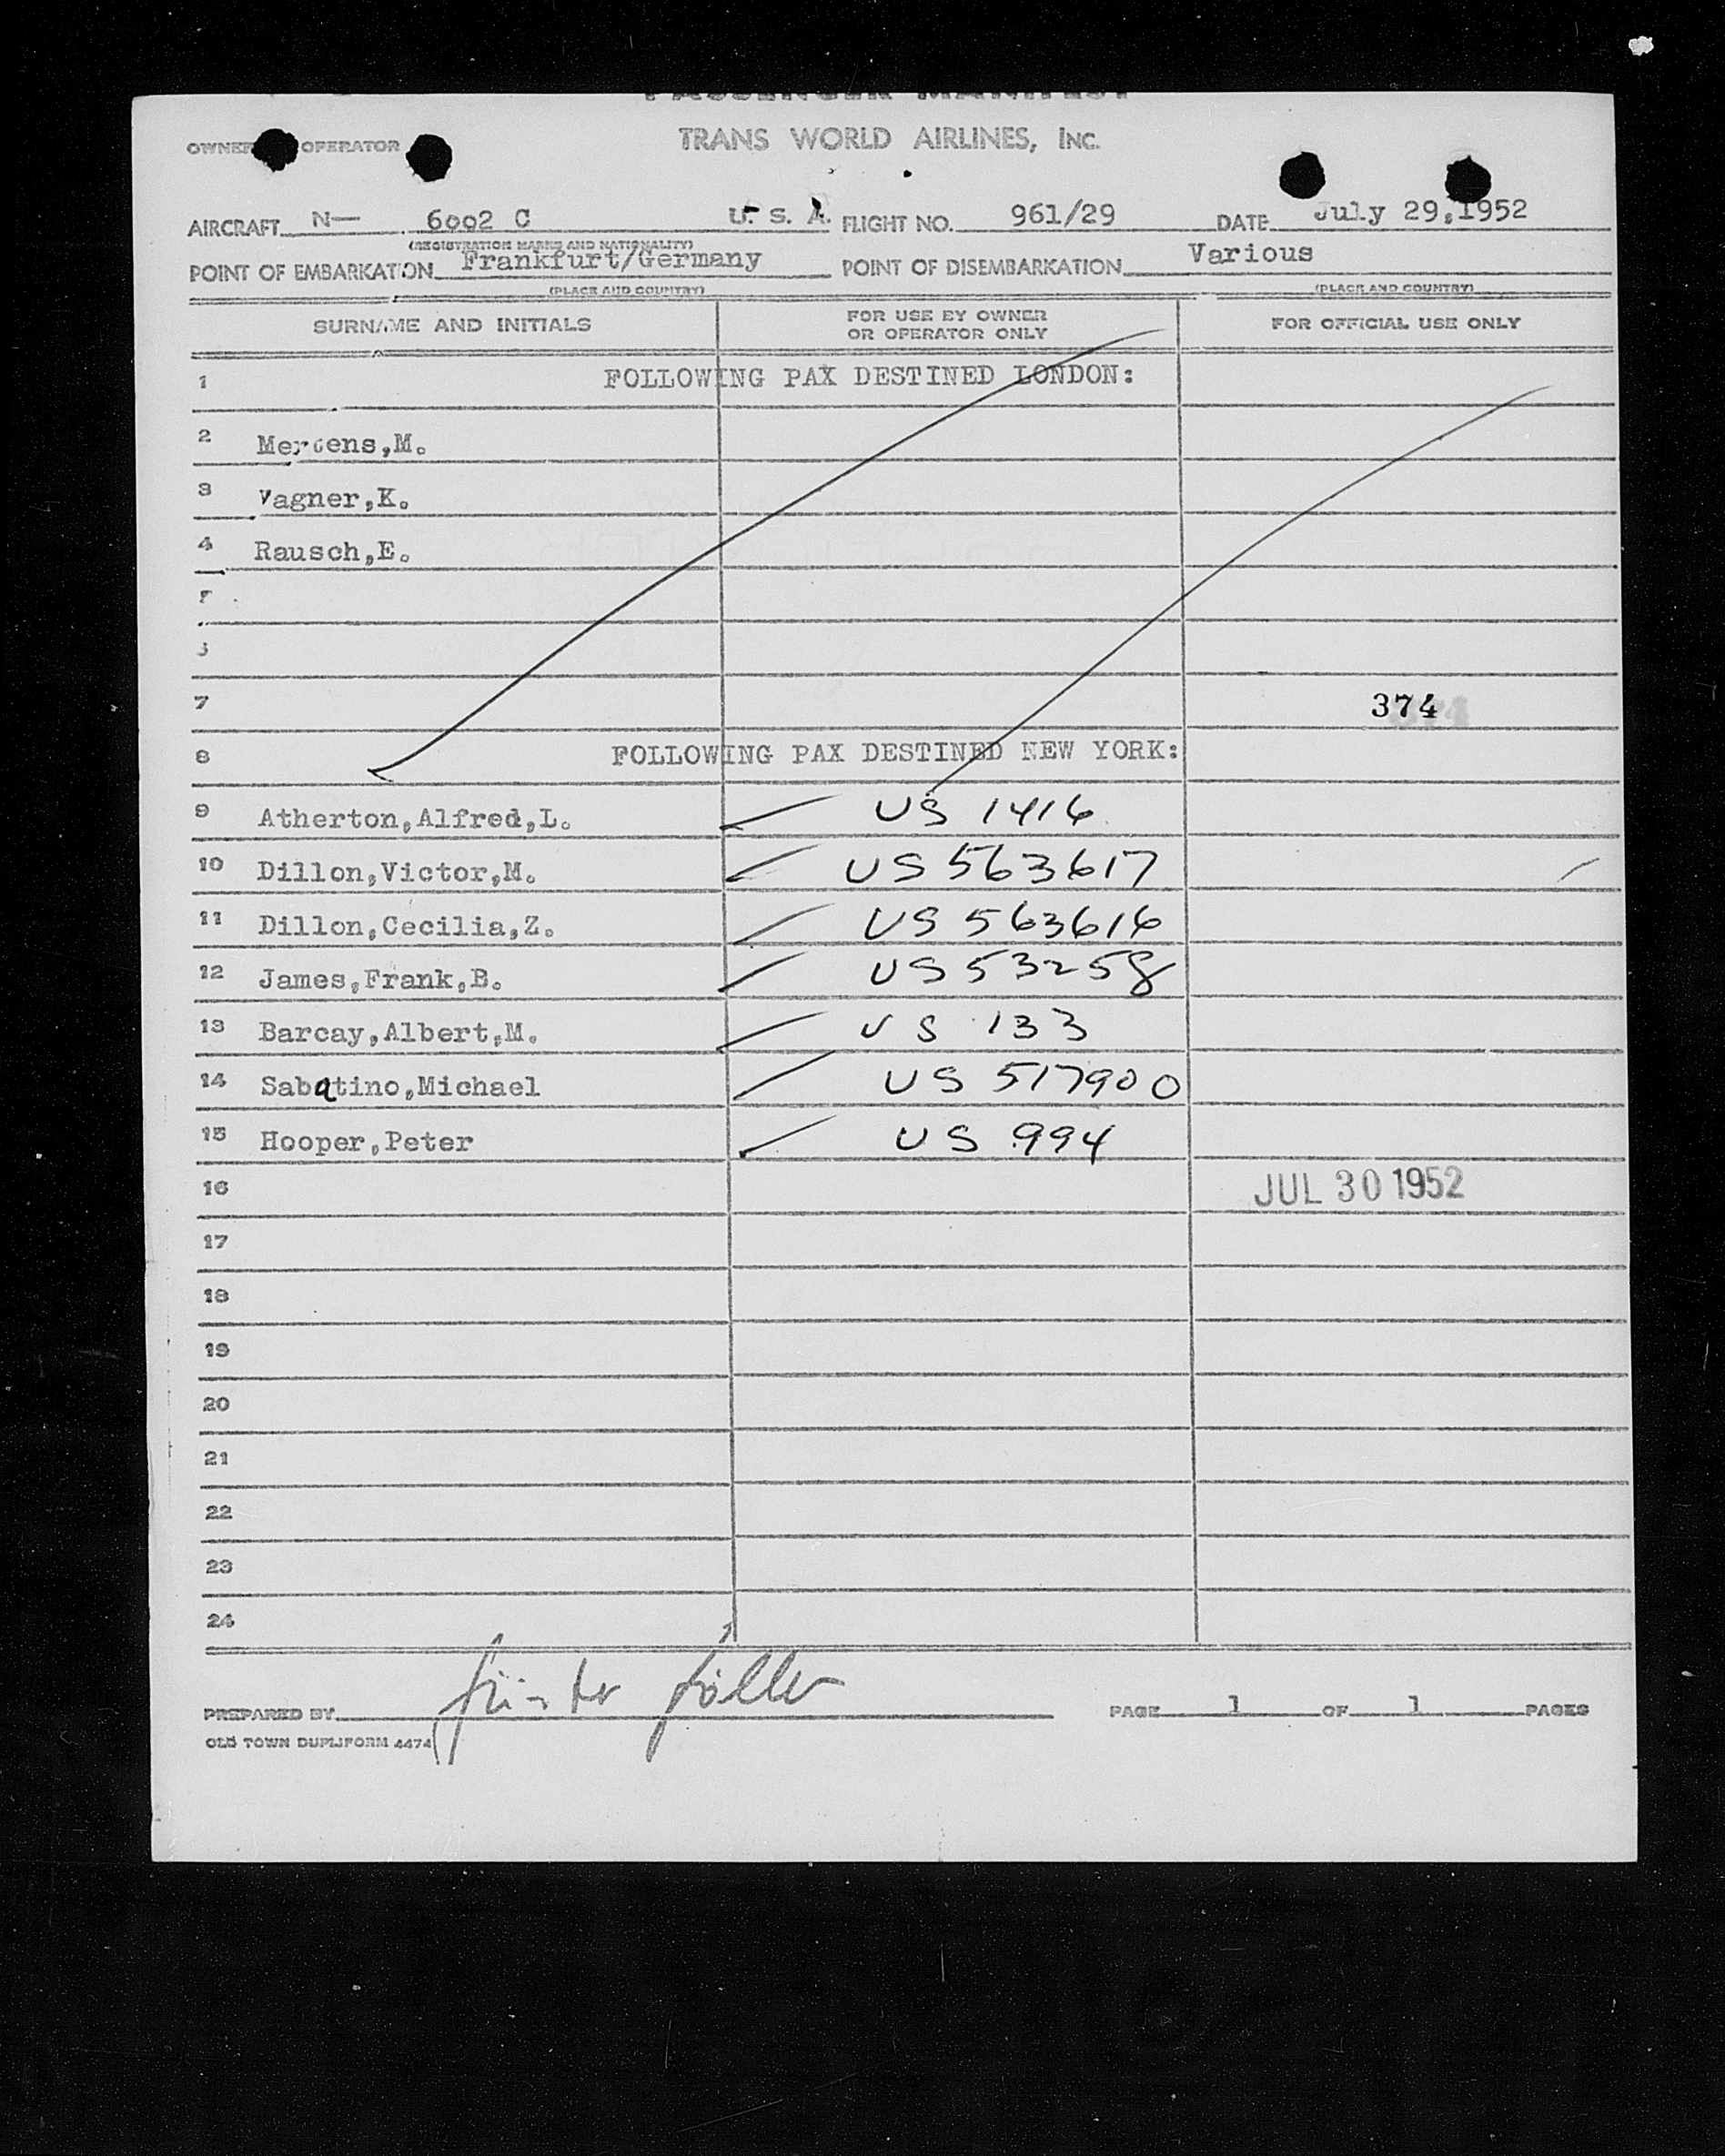 PASSENGER MANIFEST
OWNER OPERATOR TRANS WORLD AIRLINES, INC.
AIRCRAFT N— 6002 C U. S. A. FLIGHT NO. 961/29 DATE July 29,1952
(REGISTRATION MARKS AND NATIONALITY)
POINT OF EMBARKATION Frankfurt/Germany POINT OF DISEMBARKATION Various
(PLACE AND COUNTRY) (PLACE AND COUNTRY)
SURNAME AND INITIALS FOR USE BY OWNER OR OPERATOR ONLY FOR OFFICIAL USE ONLY
1 FOLLOWING PAX DESTINED LONDON:
2 Mertens,M.
3 Vagner,K.
4 Rausch,E.
7 374
8 FOLLOWING PAX DESTINED NEW YORK:
9 Atherton,Alfred,L. US 1416
10 Dillon,Victor,M. US 563617
11 Dillon,Cecilia,Z. US 563616
12 James,Frank,B. US 53258
13 Barcay,Albert,M. US 133
14 Sabatino,Michael US 517900
15 Hooper,Peter US 994
16 JUL 30 1952
17
18
19
20
21
22
23
24
PREPARED BY PAGE 1 OF 1 PAGES
OLD TOWN DUPLIFORM 4474